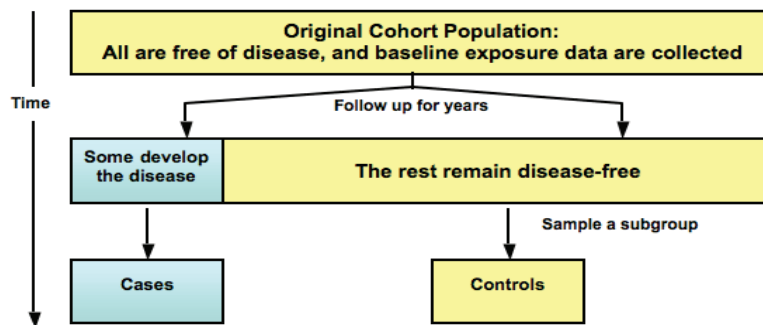 Original Cohort Population:
All are free of disease, and baseline exposure data are collected
Time
Follow up for years
Some develop
the disease
The rest remain disease-free
Sample a subgroup
Cases
Controls